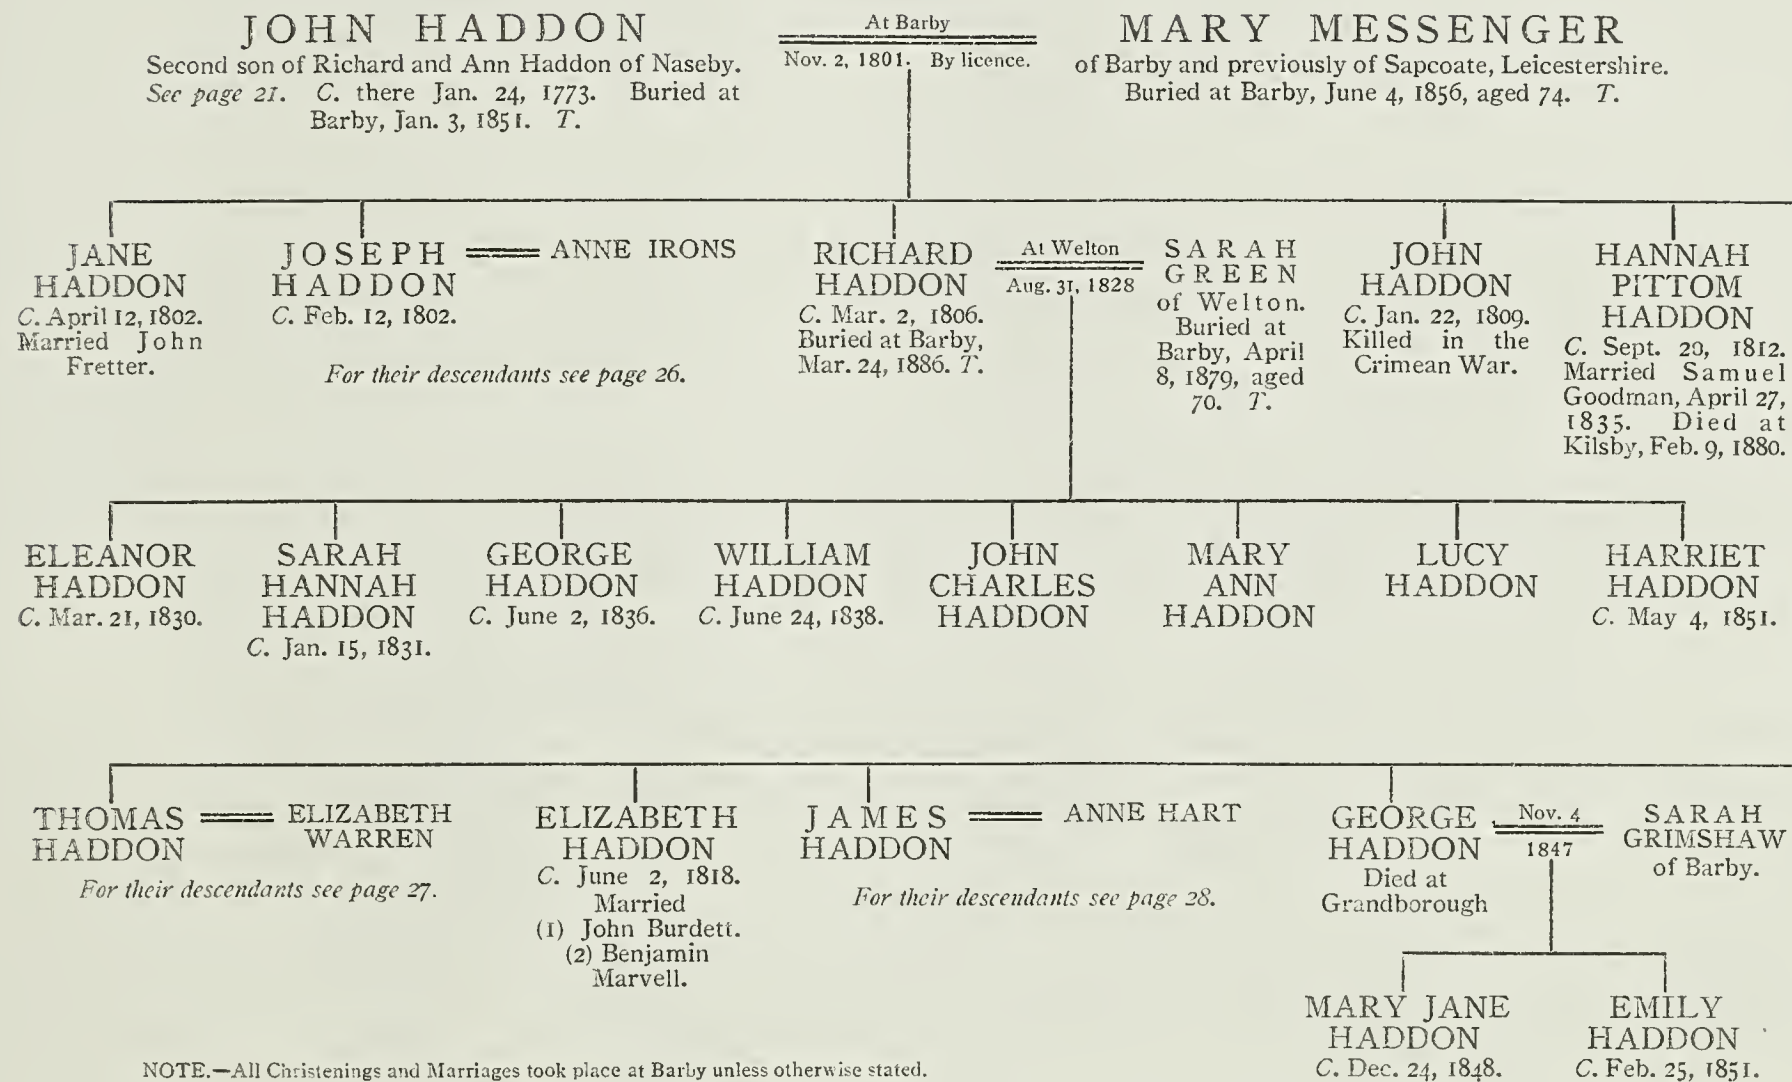 JOHN HADDON
Second son of Richard and Ann Haddon of Naseby.
See page 21. C. there Jan. 24, 1773. Buried at
Barby, Jan. 3, 1851. T.
At Barby
Nov. 2, 1801. By licence.
MARY MESSENGER
of Barby and previously of Sapcoate, Leicestershire.
Buried at Barby, June 4, 1856, aged 74. T.
JANE
HADDON
C. April 12, 1802.
Married John
Fretter.
JOSEPH
HADDON
C. Feb. 12, 1802.
ANNE IRONS
For their descendants see page 26.
RICHARD
HADDON
C. Mar. 2, 1806.
Buried at Barby,
Mar. 24, 1886. T.
At Welton
Aug. 31, 1828
SARAH
GREEN
of Welton.
Buried at
Barby, April
8, 1879, aged
70. T.
JOHN
HADDON
C. Jan. 22, 1809.
Killed in the
Crimean War.
HANNAH
PITTOM
HADDON
C. Sept. 20, 1812.
Married Samuel
Goodman, April 27,
1835. Died at
Kilsby, Feb. 9, 1880.
ELEANOR
HADDON
C. Mar. 21, 1830.
SARAH
HANNAH
HADDON
C. Jan. 15, 1831.
GEORGE
HADDON
C. June 2, 1836.
WILLIAM
HADDON
C. June 24, 1838.
JOHN
CHARLES
HADDON
MARY
ANN
HADDON
LUCY
HADDON
HARRIET
HADDON
C. May 4, 1851.
THOMAS
HADDON
ELIZABETH
WARREN
For their descendants see page 27.
ELIZABETH
HADDON
C. June 2, 1818.
Married
(1) John Burdett.
(2) Benjamin
Marvell.
JAMES
HADDON
ANNE HART
For their descendants see page 28.
GEORGE
HADDON
Died at
Grandborough
Nov. 4
1847
SARAH
GRIMSHAW
of Barby.
MARY JANE
HADDON
C. Dec. 24, 1848.
EMILY
HADDON
C. Feb. 25, 1851.
NOTE.—All Christenings and Marriages took place at Barby unless otherwise stated.